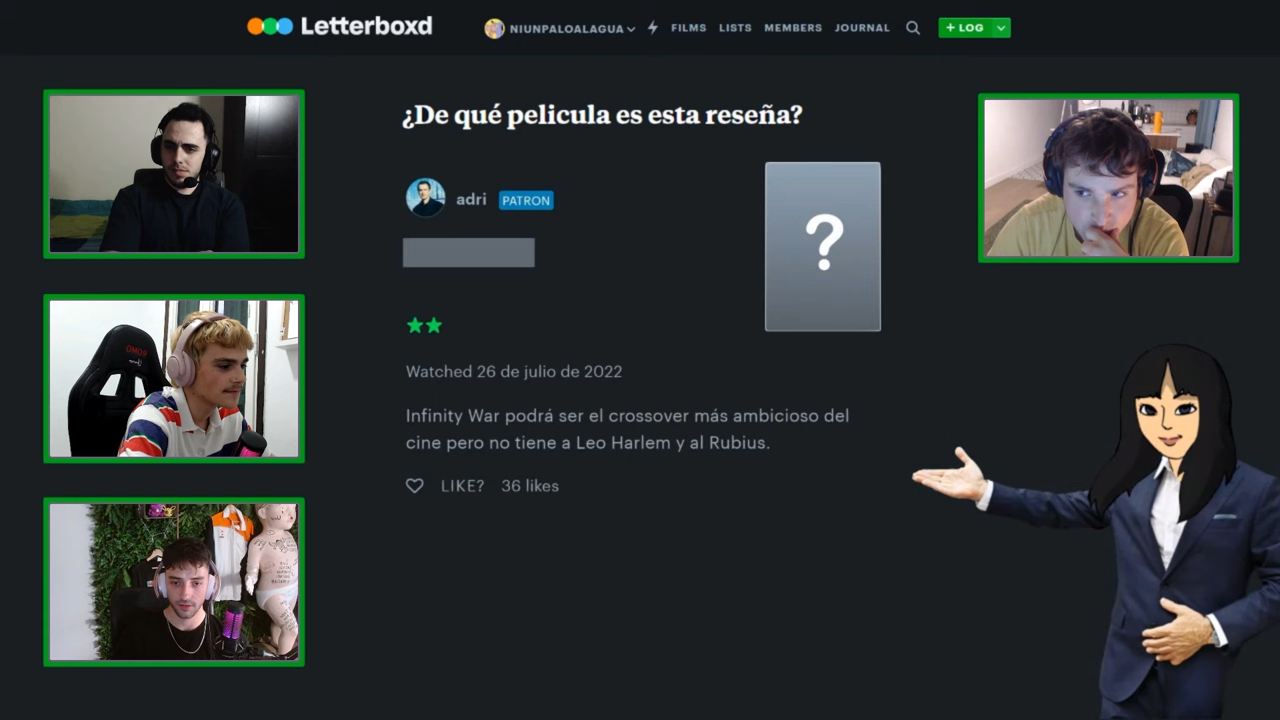 Letterboxd
NIUNPALOALAGUA
FILMS
LISTS
MEMBERS
JOURNAL
+ LOG
¿De qué pelicula es esta reseña?
adri
PATRON
?
Watched 26 de julio de 2022
Infinity War podrá ser el crossover más ambicioso del
cine pero no tiene a Leo Harlem y al Rubius.
LIKE?
36 likes